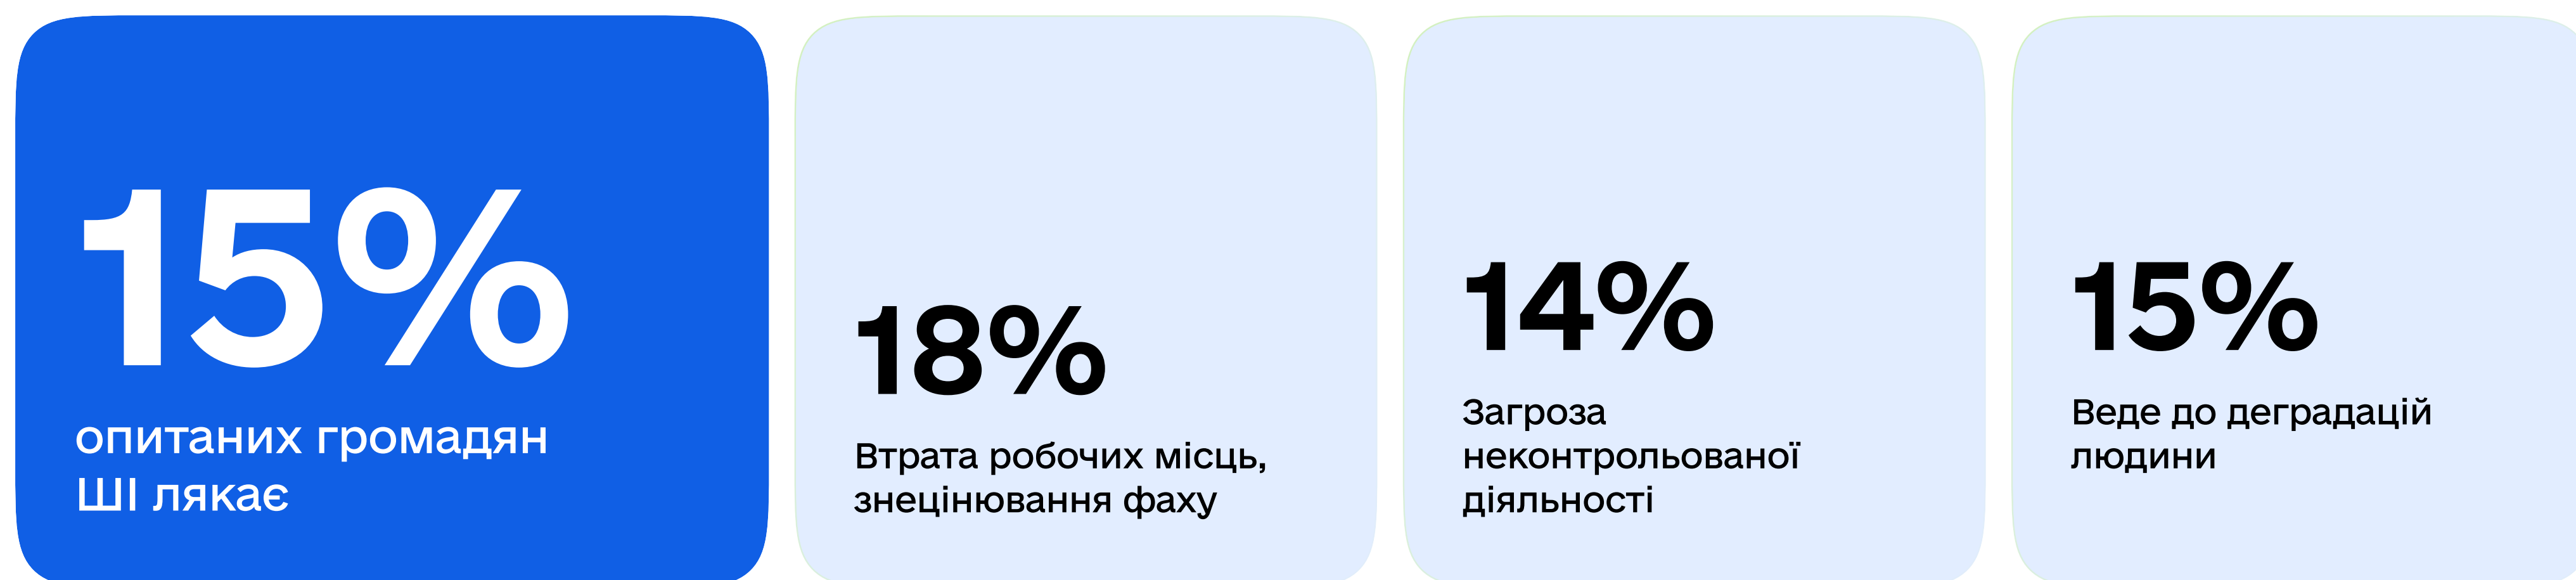 15%
опитаних громадян
ШІ лякає
18%
Втрата робочих місць,
знецінювання фаху
14%
Загроза
неконтрольованої
діяльності
15%
Веде до деградацій
людини